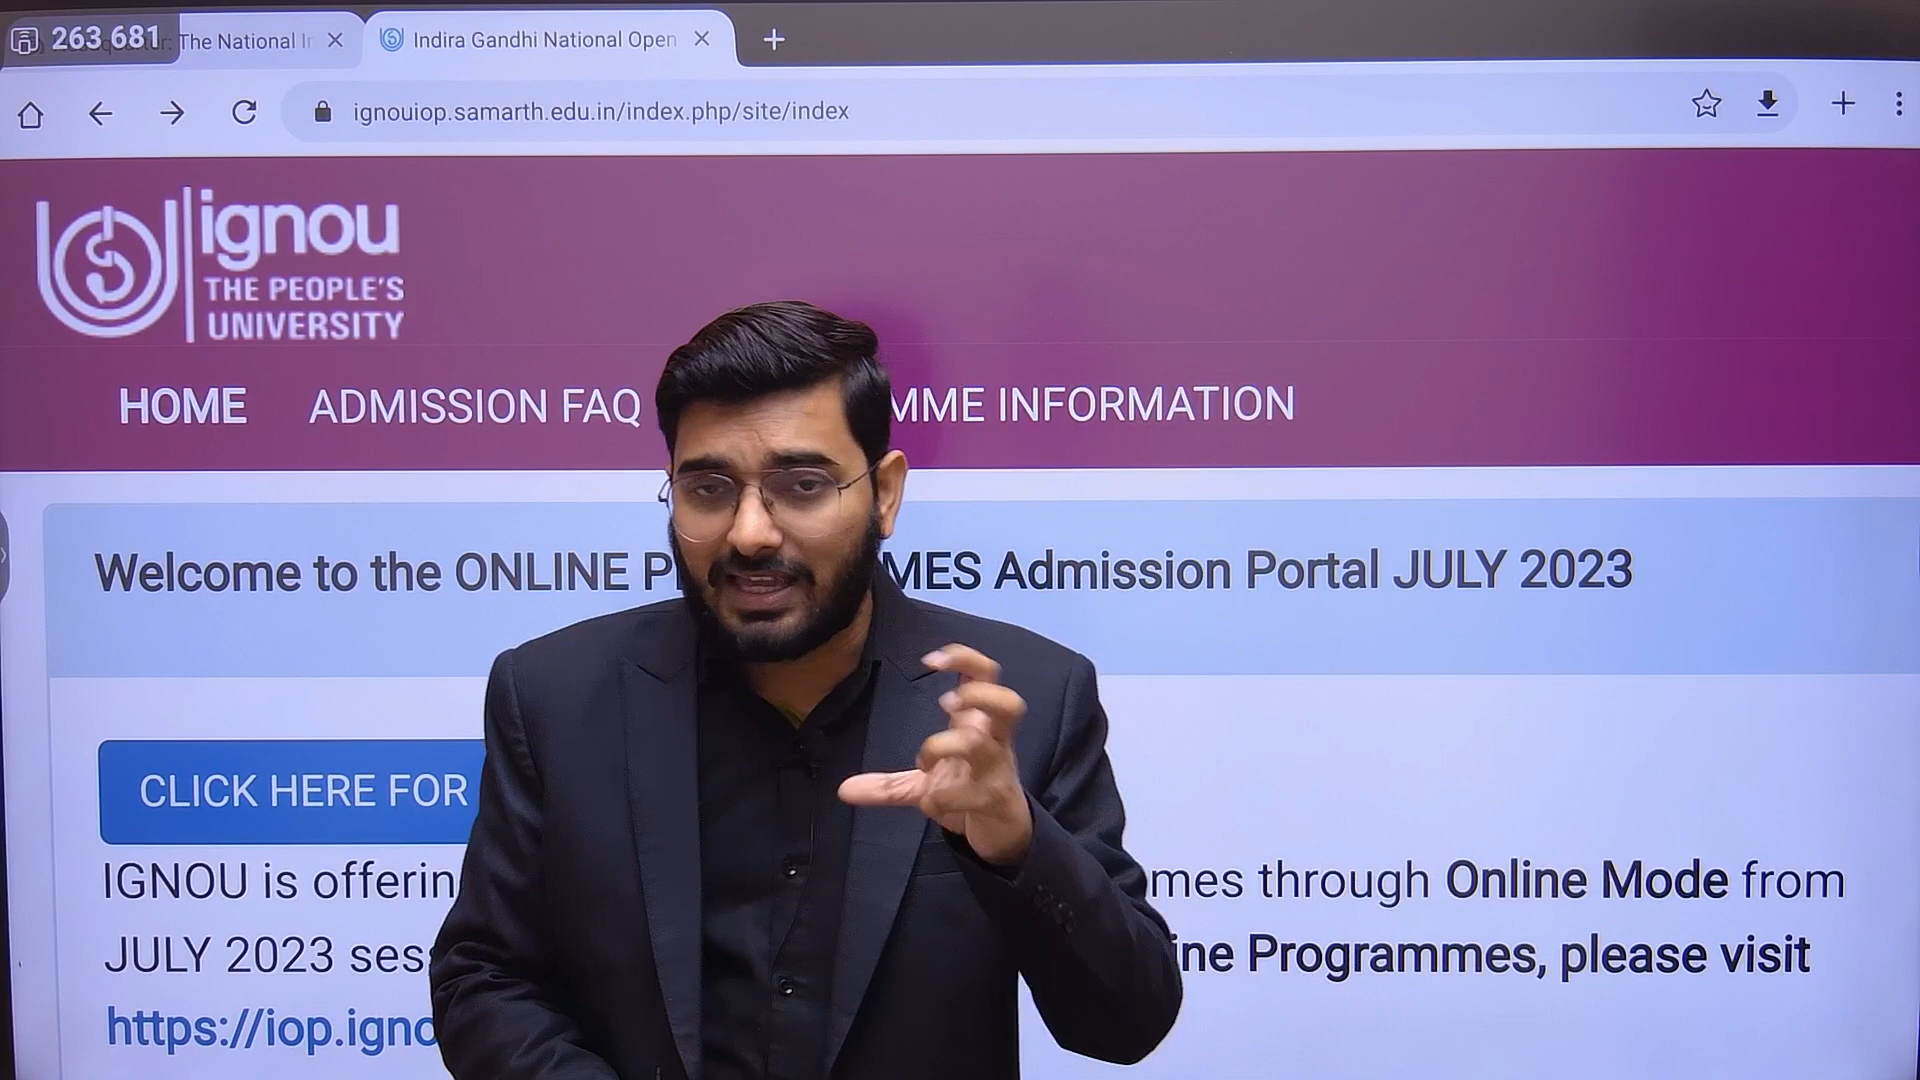 263 681
: The National Ir
Indira Gandhi National Open
ignouiop.samarth.edu.in/index.php/site/index
ignou
THE PEOPLE'S
UNIVERSITY
HOME ADMISSION FAQ MME INFORMATION
Welcome to the ONLINE P MES Admission Portal JULY 2023
CLICK HERE FOR
IGNOU is offerin mes through Online Mode from
JULY 2023 sess ine Programmes, please visit
https://iop.igno